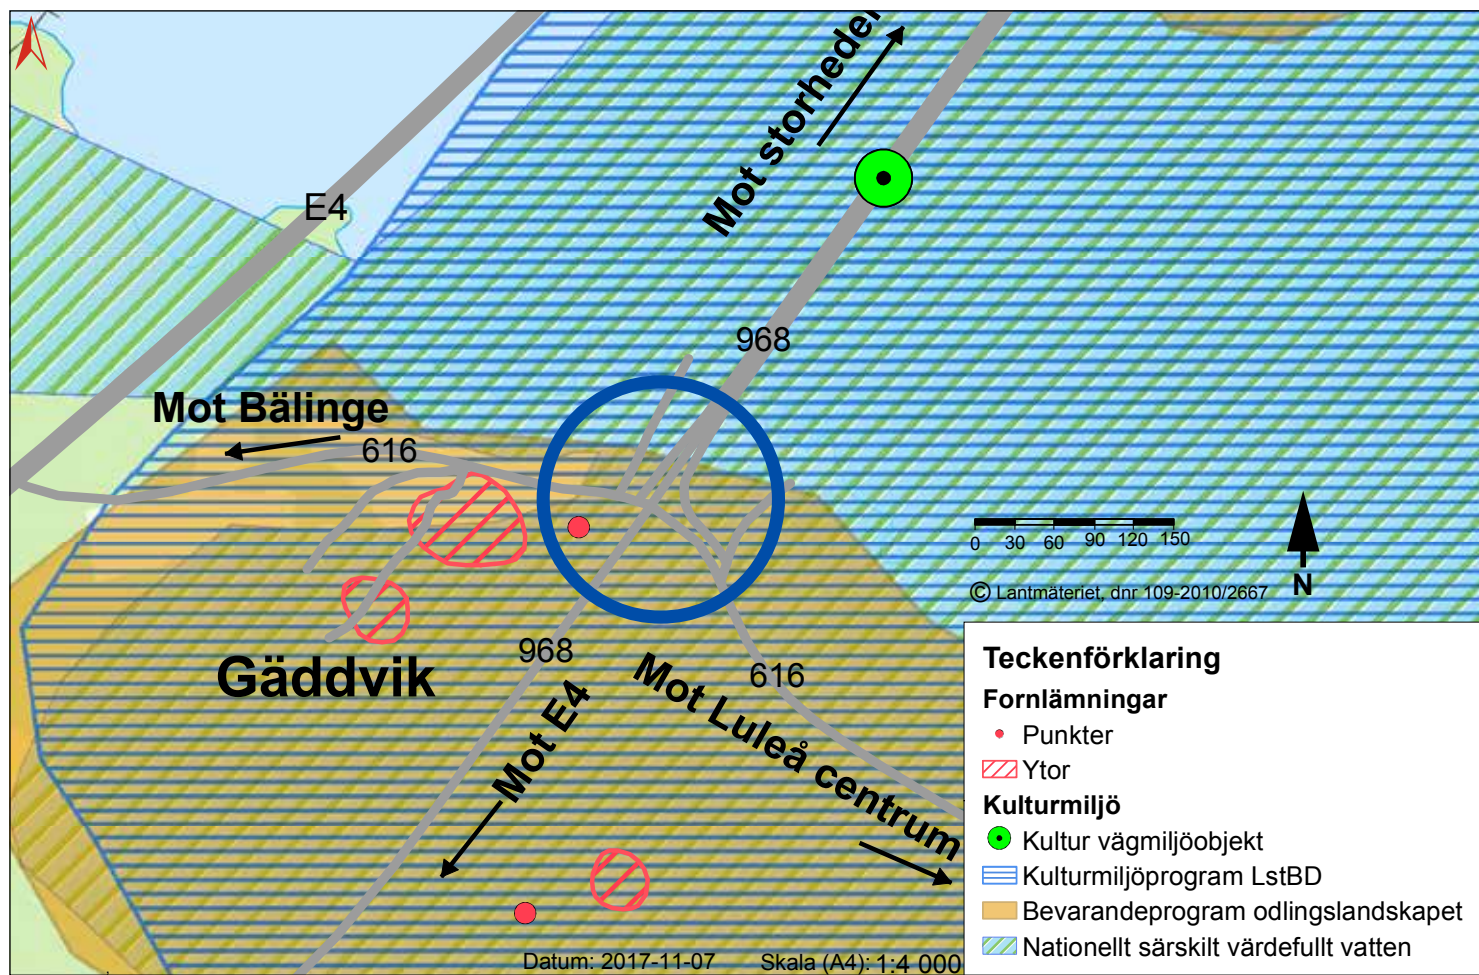 Mot storheden
E4
968
Mot Bälinge
616
0 30 60 90 120 150
© Lantmäteriet, dnr 109-2010/2667
N
968
Gäddvik
616
Mot E4
Mot Luleå centrum
Teckenförklaring
Fornlämningar
Punkter
Ytor
Kulturmiljö
Kultur vägmiljöobjekt
Kulturmiljöprogram LstBD
Bevarandeprogram odlingslandskapet
Nationellt särskilt värdefullt vatten
Datum: 2017-11-07 Skala (A4): 1:4 000